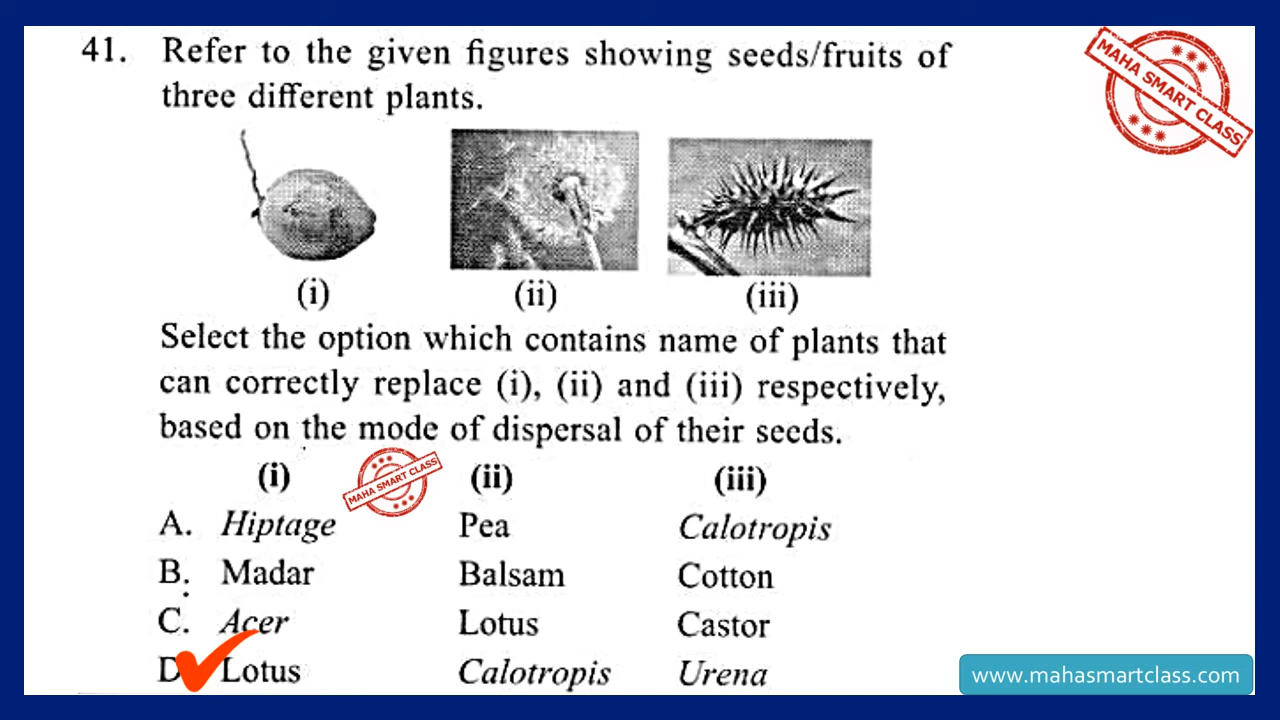 41. Refer to the given figures showing seeds/fruits of
three different plants.
MAHA SMART CLASS
(i) (ii) (iii)
Select the option which contains name of plants that
can correctly replace (i), (ii) and (iii) respectively,
based on the mode of dispersal of their seeds.
(i) (ii) (iii)
MAHA SMART CLASS
A. Hiptage Pea Calotropis
B. Madar Balsam Cotton
C. Acer Lotus Castor
D Lotus Calotropis Urena
www.mahasmartclass.com